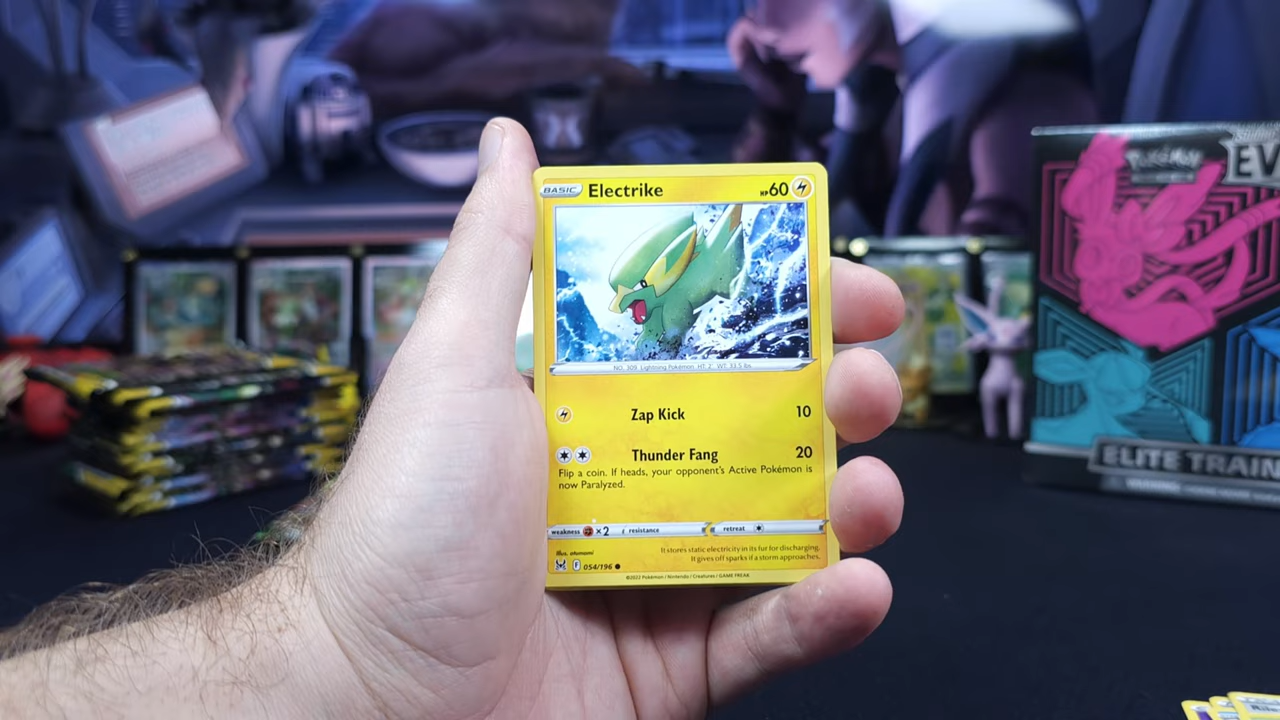 BASIC Electrike HP60
NO. 309 Lightning Pokémon HT: 2' WT: 33.5 lbs
Zap Kick 10
Thunder Fang 20
Flip a coin. If heads, your opponent's Active Pokémon is
now Paralyzed.
weakness ×2 resistance retreat
Illus. otumami
It stores static electricity in its fur for discharging.
It gives off sparks if a storm approaches.
F 054/196
©2022 Pokémon / Nintendo / Creatures / GAME FREAK
POKÉMON
EV
ELITE TRAIN